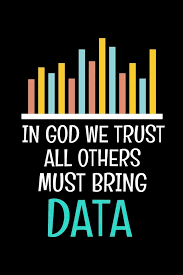 IN GOD WE TRUST
ALL OTHERS
MUST BRING
DATA